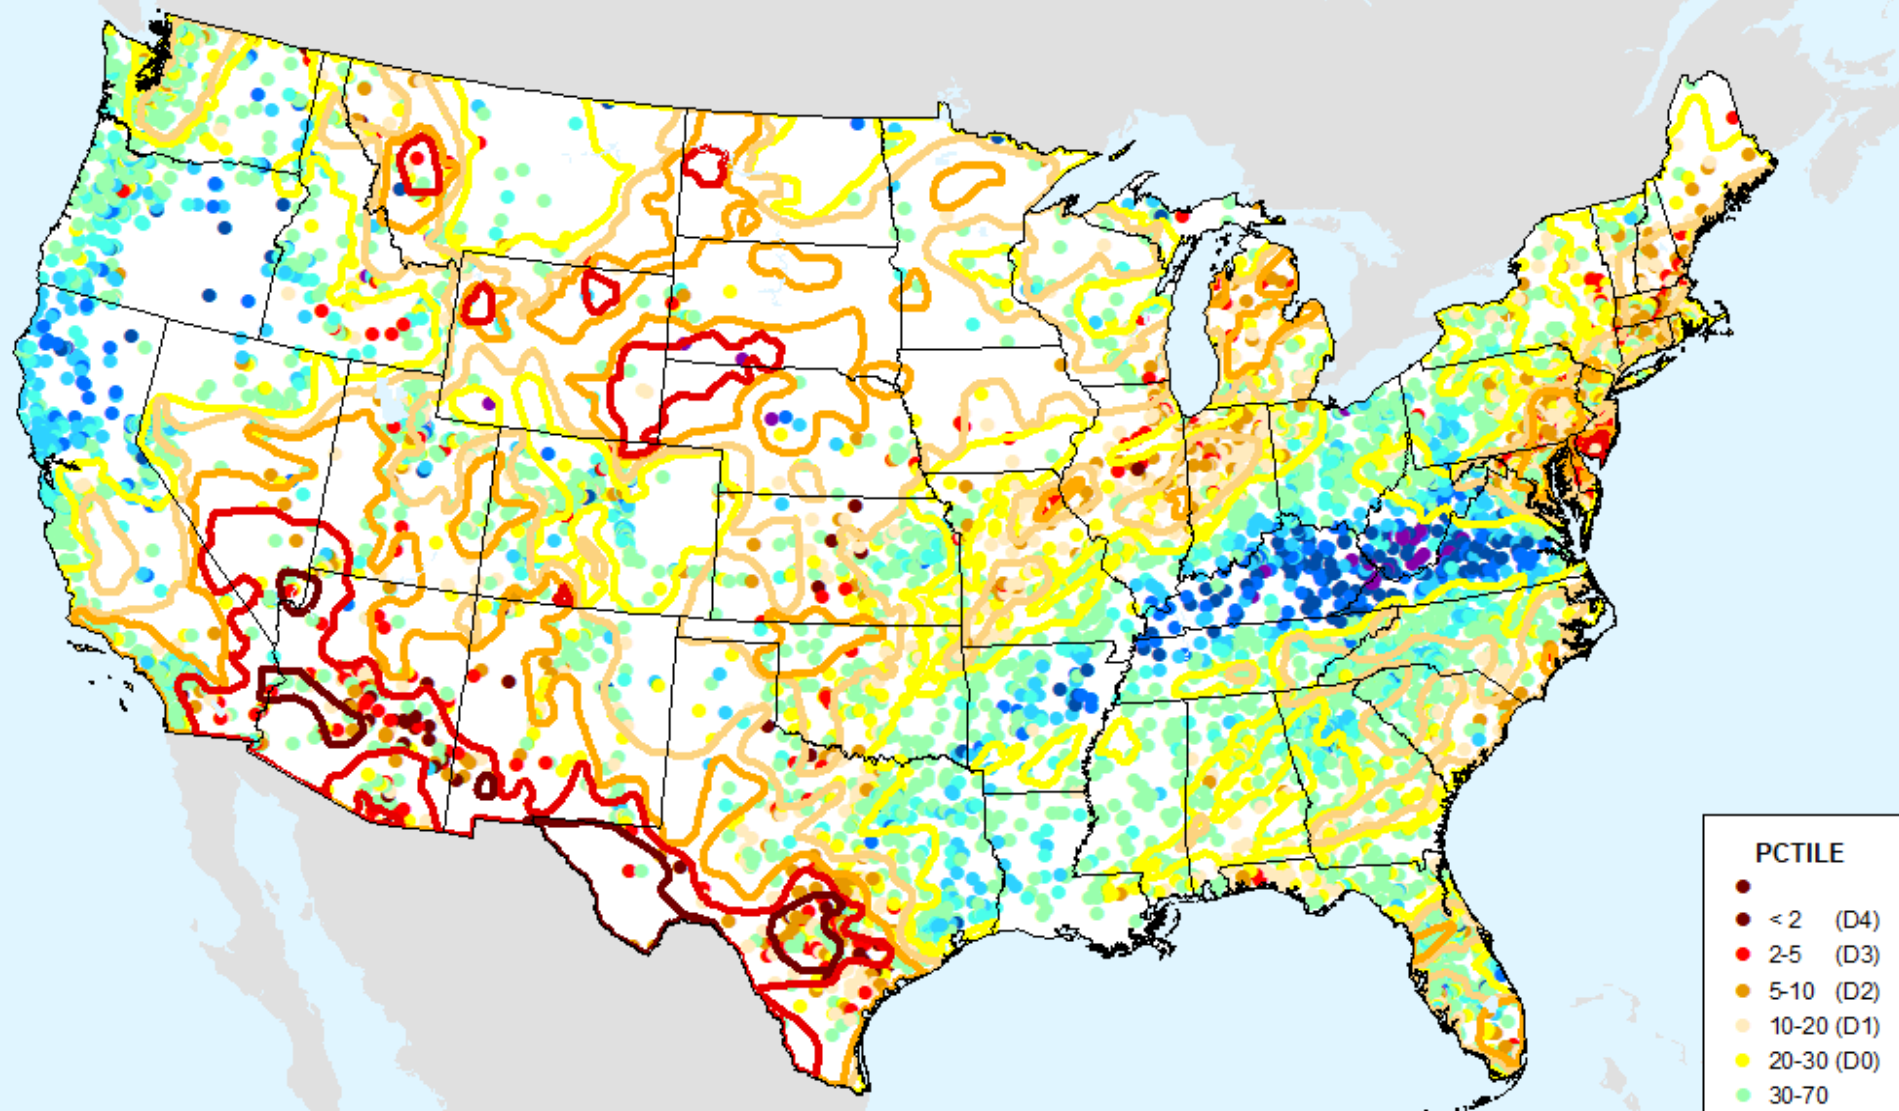 PCTILE
< 2 (D4)
2-5 (D3)
5-10 (D2)
10-20 (D1)
20-30 (D0)
30-70